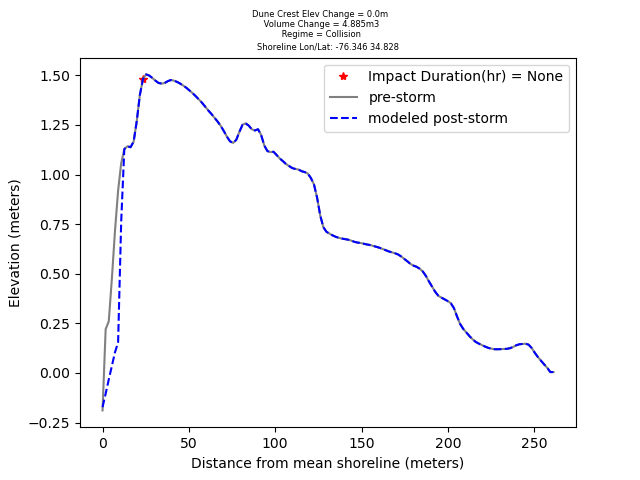 Dune Crest Elev Change = 0.0m
Volume Change = 4.885m3
Regime = Collision
Shoreline Lon/Lat: -76.346 34.828
Impact Duration(hr) = None
pre-storm
modeled post-storm
1.50
1.25
1.00
0.75
0.50
0.25
0.00
−0.25
Elevation (meters)
0 50 100 150 200 250
Distance from mean shoreline (meters)